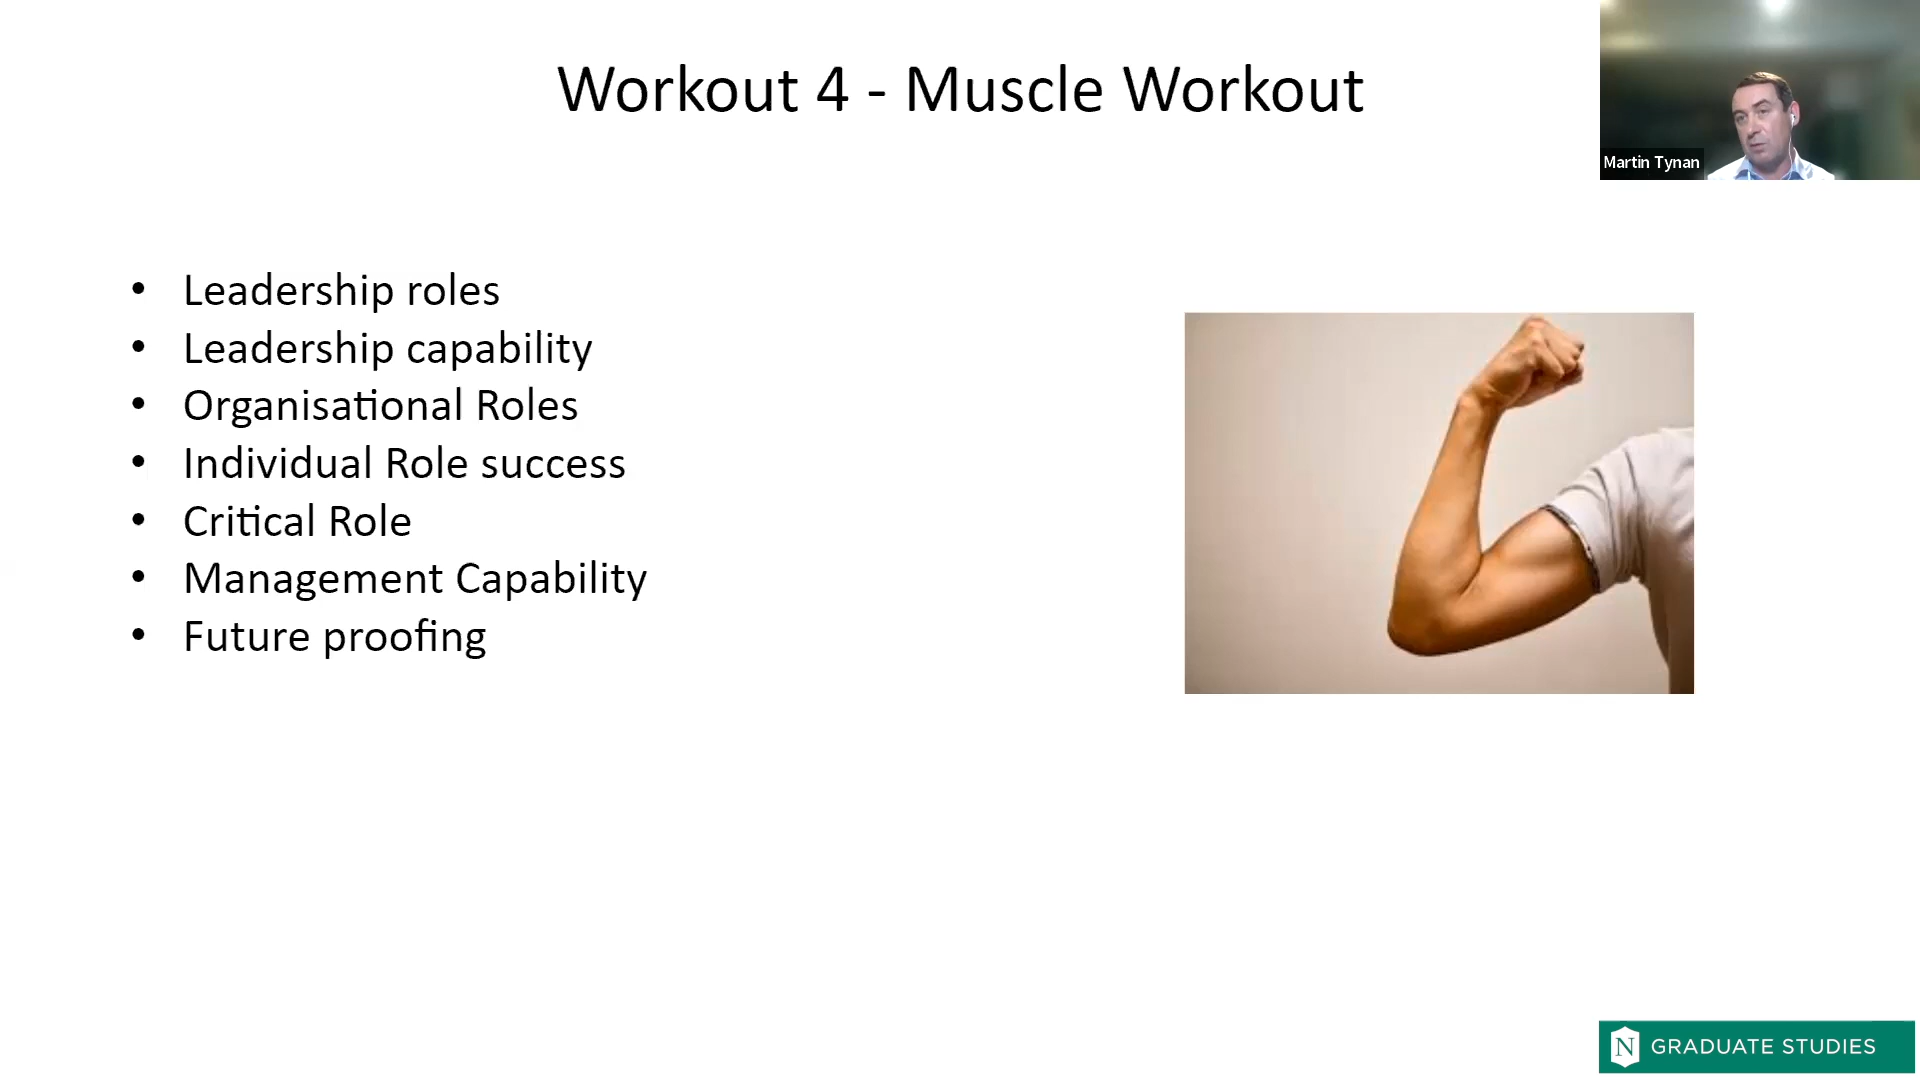 Workout 4 - Muscle Workout
Martin Tynan
• Leadership roles
• Leadership capability
• Organisational Roles
• Individual Role success
• Critical Role
• Management Capability
• Future proofing
N GRADUATE STUDIES